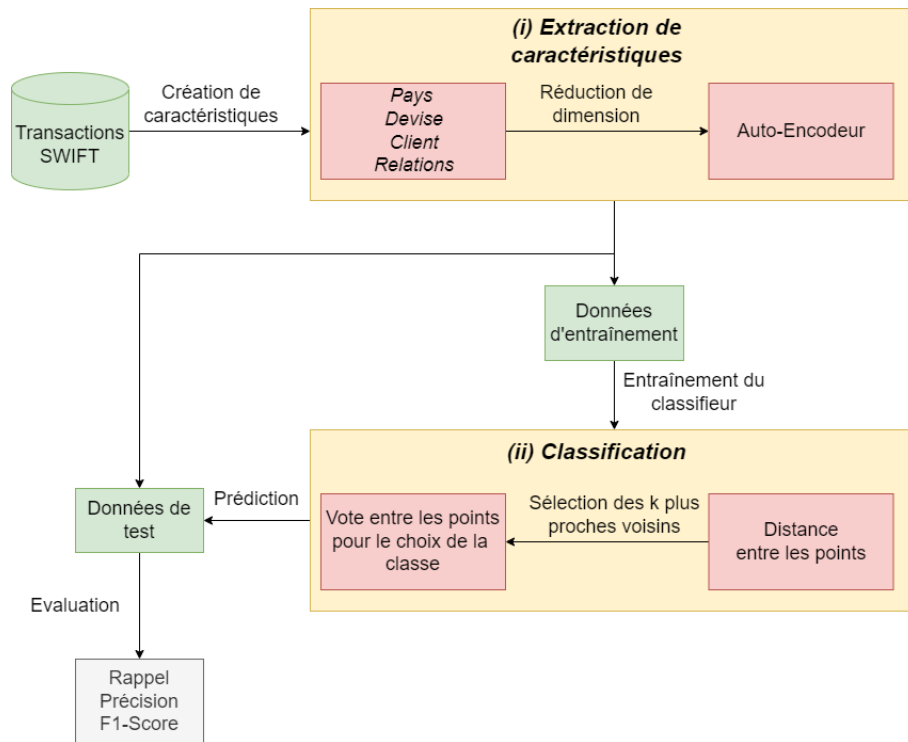 (i) Extraction de
caractéristiques
Transactions
SWIFT
Création de
caractéristiques
Pays
Devise
Client
Relations
Réduction de
dimension
Auto-Encodeur
Données
d'entraînement
Entraînement du
classifieur
(ii) Classification
Données de
test
Prédiction
Vote entre les points
pour le choix de la
classe
Sélection des k plus
proches voisins
Distance
entre les points
Evaluation
Rappel
Précision
F1-Score